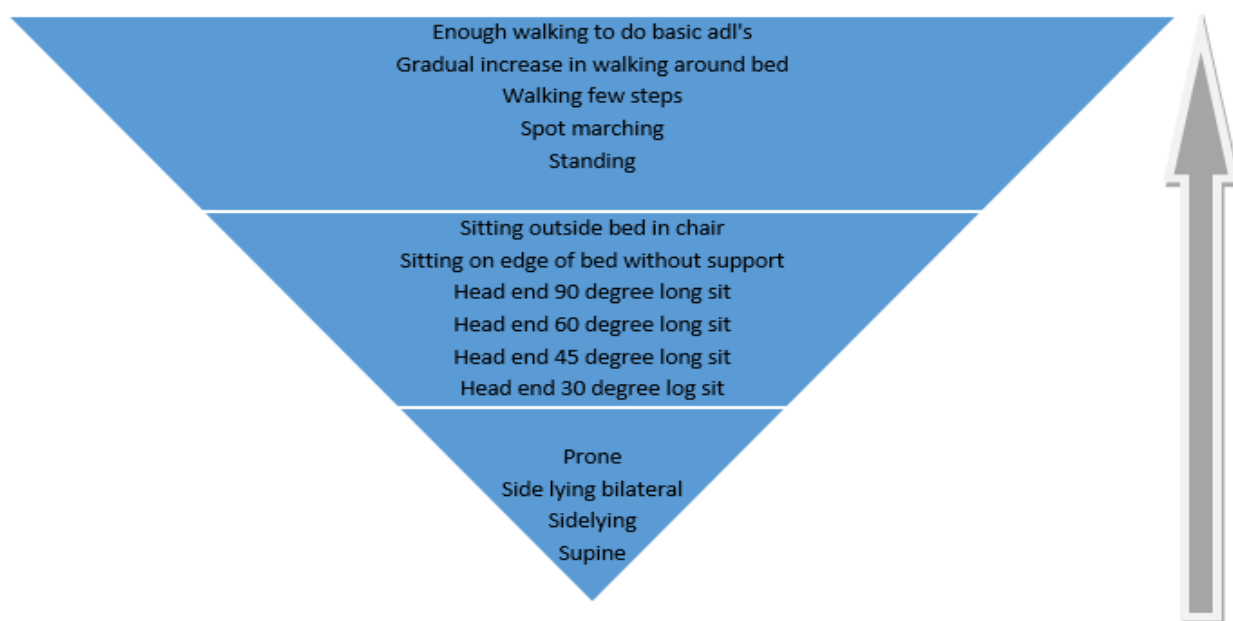 Enough walking to do basic adl's
Gradual increase in walking around bed
Walking few steps
Spot marching
Standing
Sitting outside bed in chair
Sitting on edge of bed without support
Head end 90 degree long sit
Head end 60 degree long sit
Head end 45 degree long sit
Head end 30 degree log sit
Prone
Side lying bilateral
Sidelying
Supine